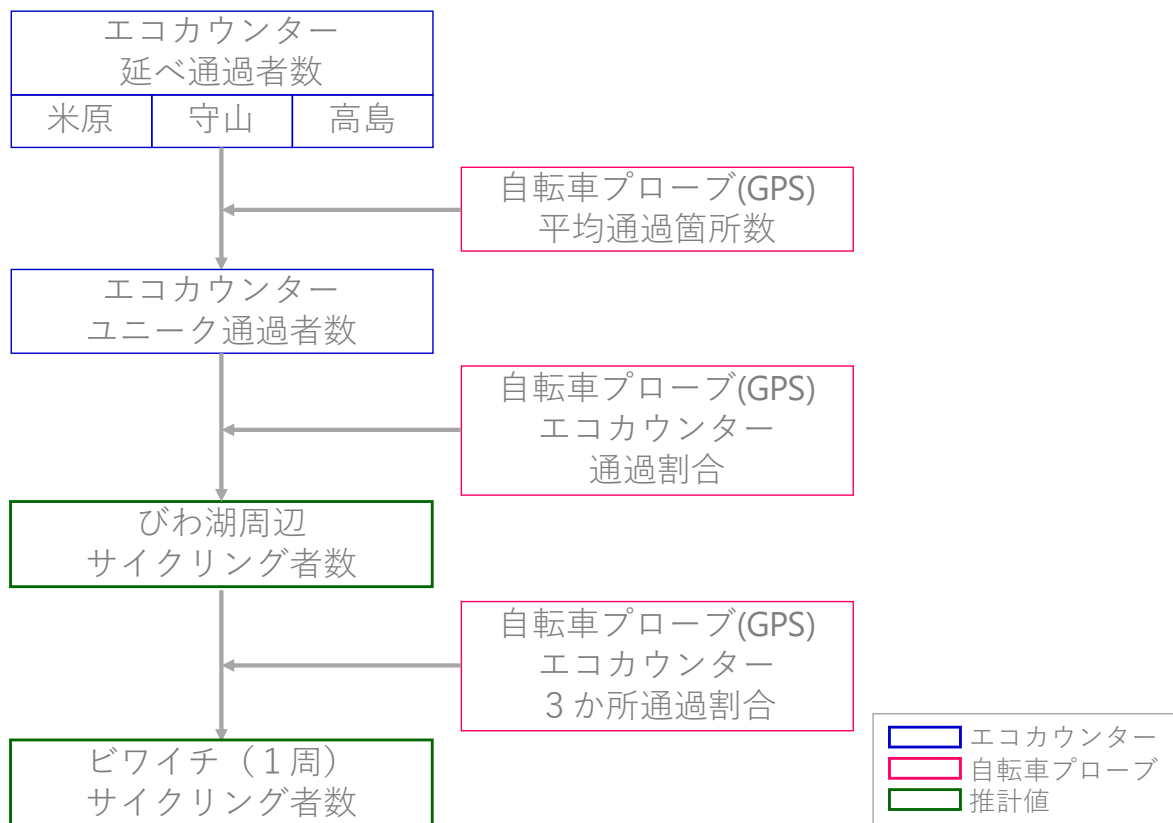 エコカウンター
延べ通過者数
米原
守山
高島
自転車プローブ(GPS)
平均通過箇所数
エコカウンター
ユニーク通過者数
自転車プローブ(GPS)
エコカウンター
通過割合
びわ湖周辺
サイクリング者数
自転車プローブ(GPS)
エコカウンター
３か所通過割合
ビワイチ（１周）
サイクリング者数
エコカウンター
自転車プローブ
推計値